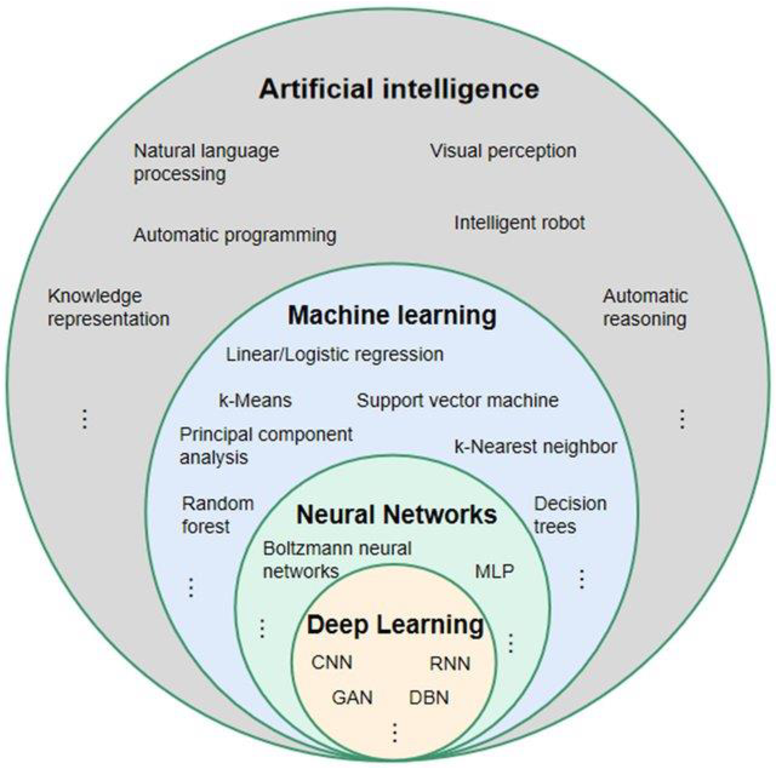 Artificial intelligence
Natural language
processing
Visual perception
Automatic programming
Intelligent robot
Knowledge
representation
Automatic
reasoning
Machine learning
Linear/Logistic regression
k-Means
Support vector machine
Principal component
analysis
k-Nearest neighbor
Random
forest
Decision
trees
Neural Networks
Boltzmann neural
networks
MLP
Deep Learning
CNN
RNN
GAN
DBN